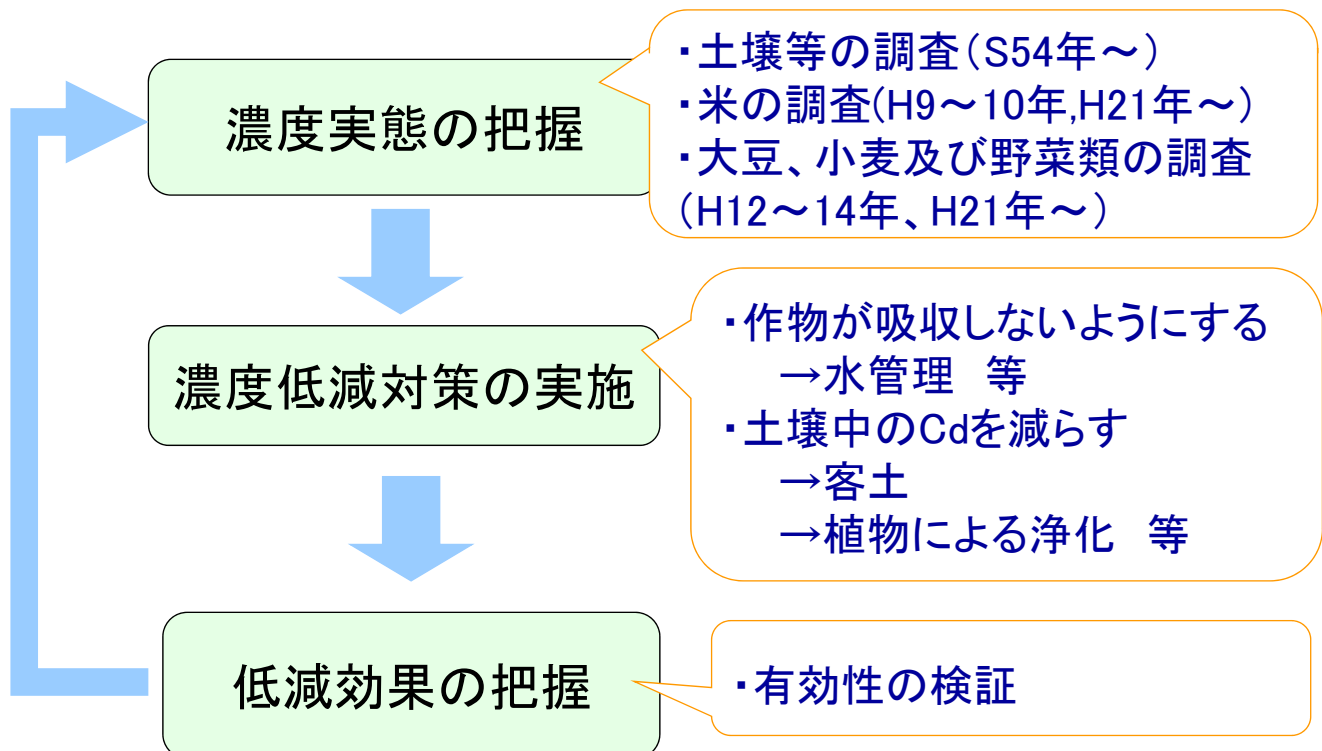 濃度実態の把握
・土壌等の調査（S54年～）
・米の調査(H9～10年,H21年～)
・大豆、小麦及び野菜類の調査
(H12～14年、H21年～)
濃度低減対策の実施
・作物が吸収しないようにする
→水管理　等
・土壌中のCdを減らす
→客土
→植物による浄化　等
低減効果の把握
・有効性の検証